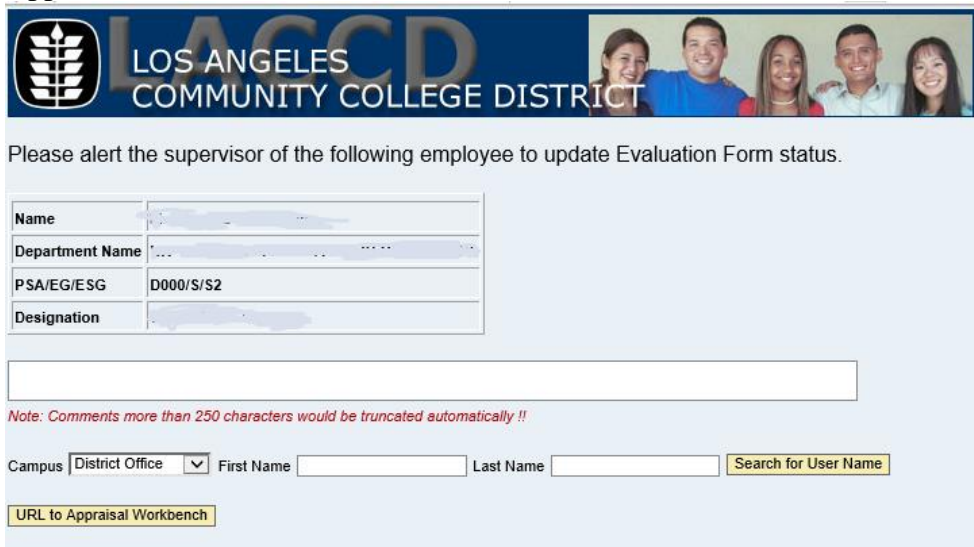 LACCD
LOS ANGELES
COMMUNITY COLLEGE DISTRICT
Please alert the supervisor of the following employee to update Evaluation Form status.
Name
Department Name
PSA/EG/ESG D000/S/S2
Designation
Note: Comments more than 250 characters would be truncated automatically !!
Campus District Office First Name Last Name Search for User Name
URL to Appraisal Workbench